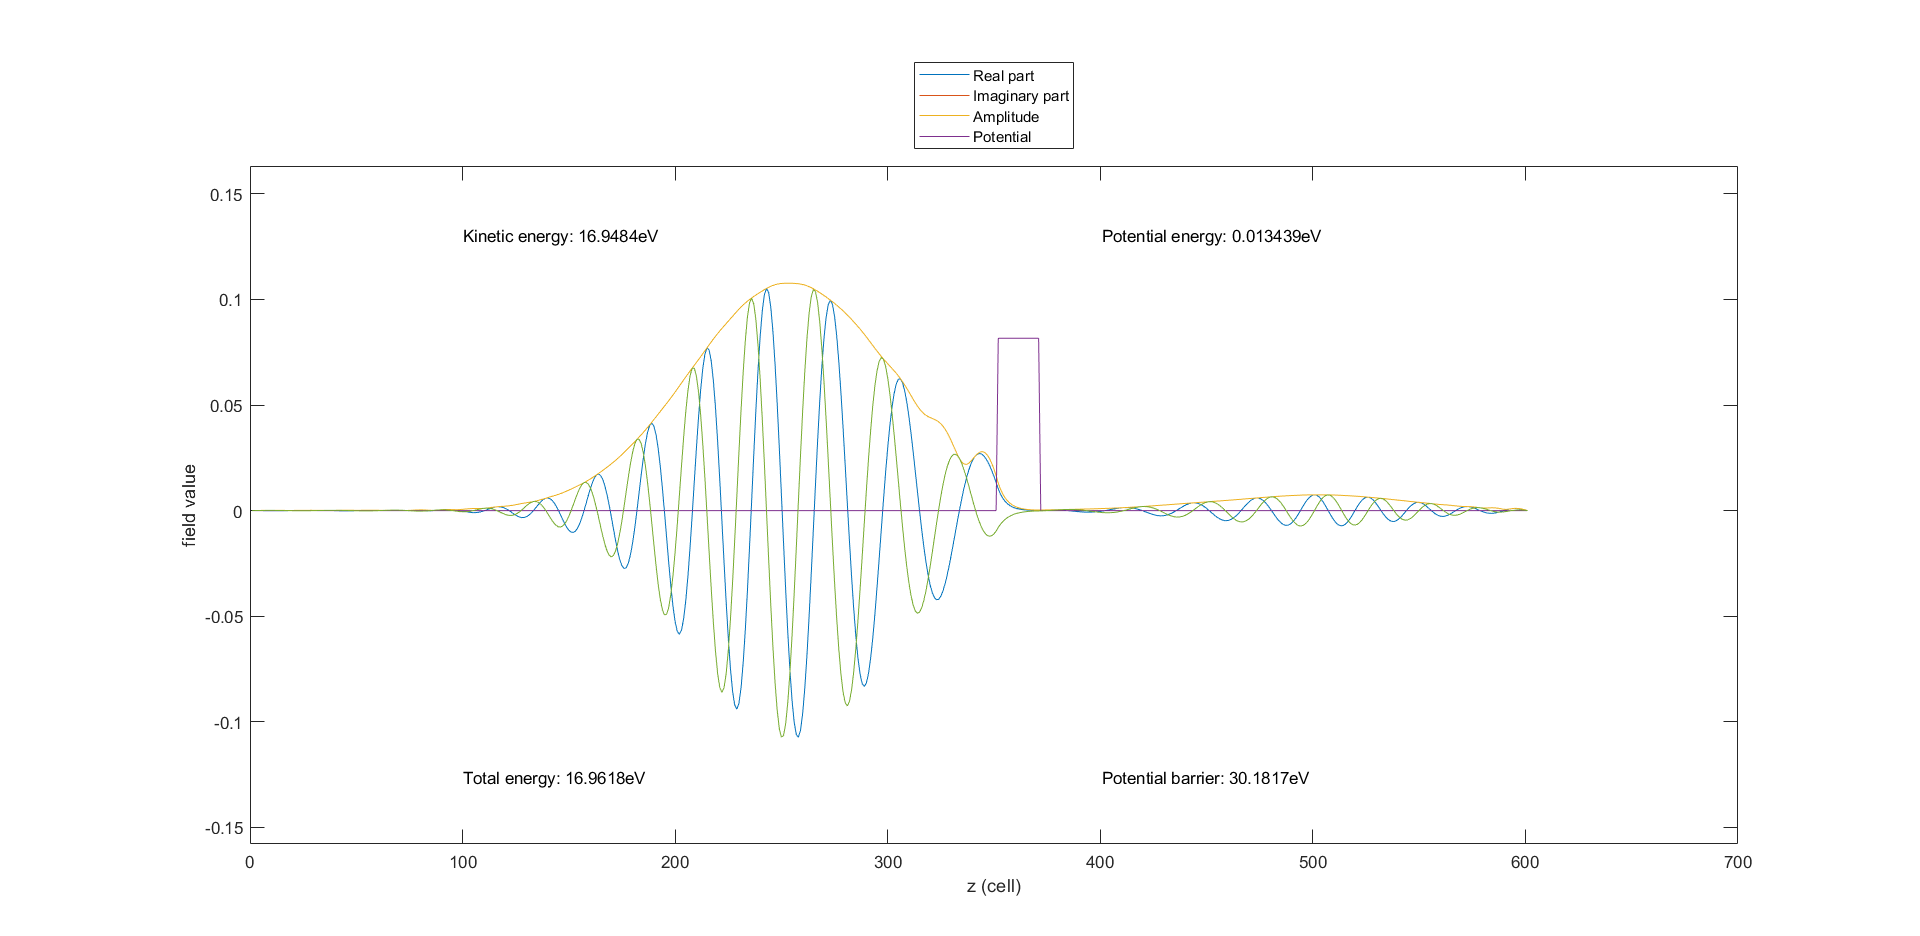 Real part
Imaginary part
Amplitude
Potential
0.15
Kinetic energy: 16.9484eV
Potential energy: 0.013439eV
0.1
0.05
0
-0.05
-0.1
-0.15
field value
Total energy: 16.9618eV
Potential barrier: 30.1817eV
0 100 200 300 400 500 600 700
z (cell)